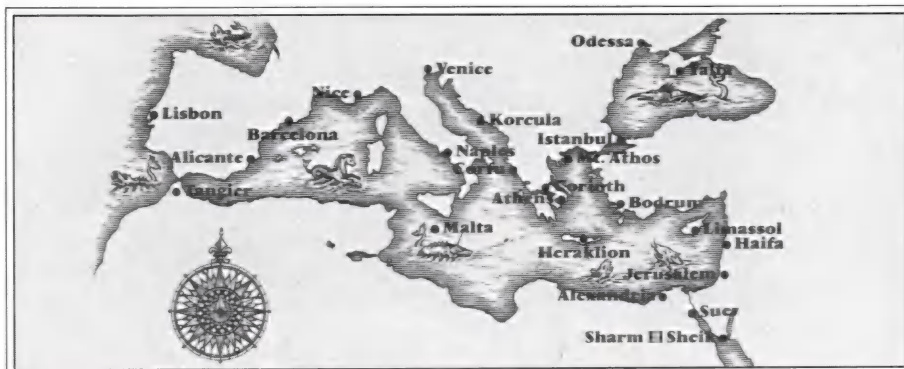 Odessa
Yalta
Venice
Nice
Lisbon
Korcula
Barcelona
Istanbul
Alicante
Naples
Mt. Athos
Corfu
Tangier
Corinth
Athens
Bodrum
Malta
Limassol
Heraklion
Haifa
Jerusalem
Alexandria
Suez
Sharm El Sheik